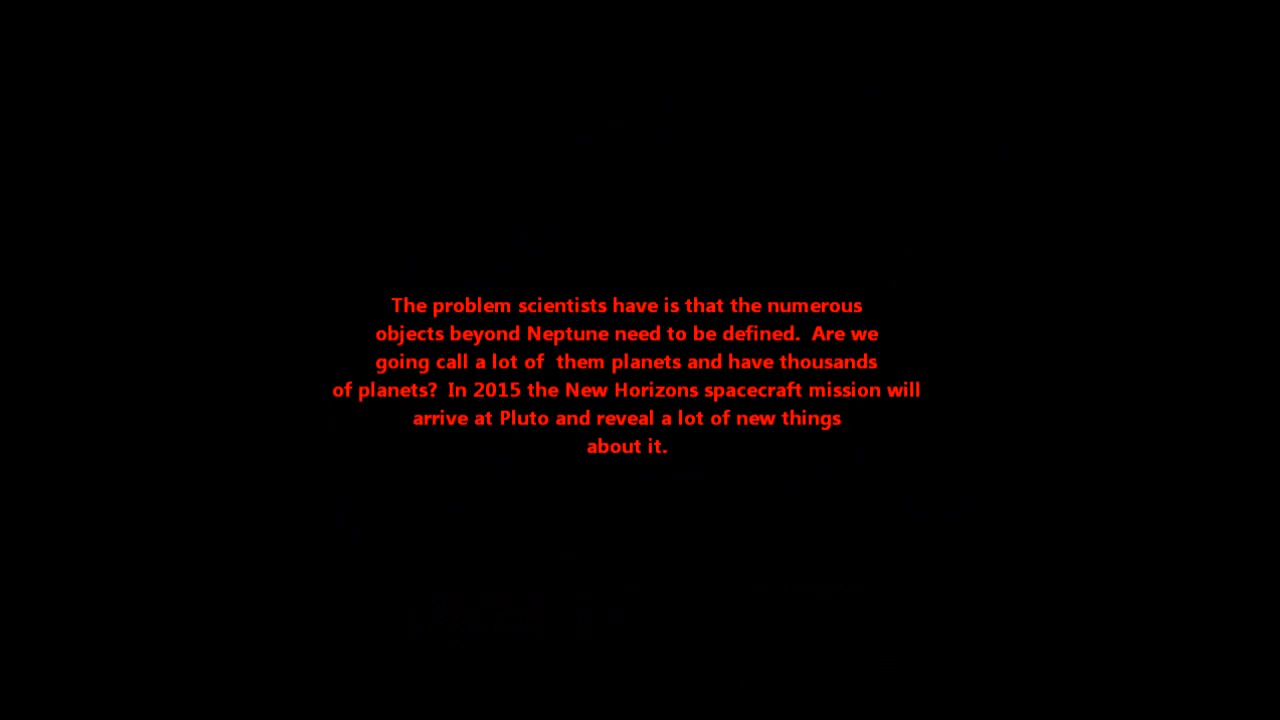 The problem scientists have is that the numerous
objects beyond Neptune need to be defined.  Are we
going call a lot of  them planets and have thousands
of planets?  In 2015 the New Horizons spacecraft mission will
arrive at Pluto and reveal a lot of new things
about it.